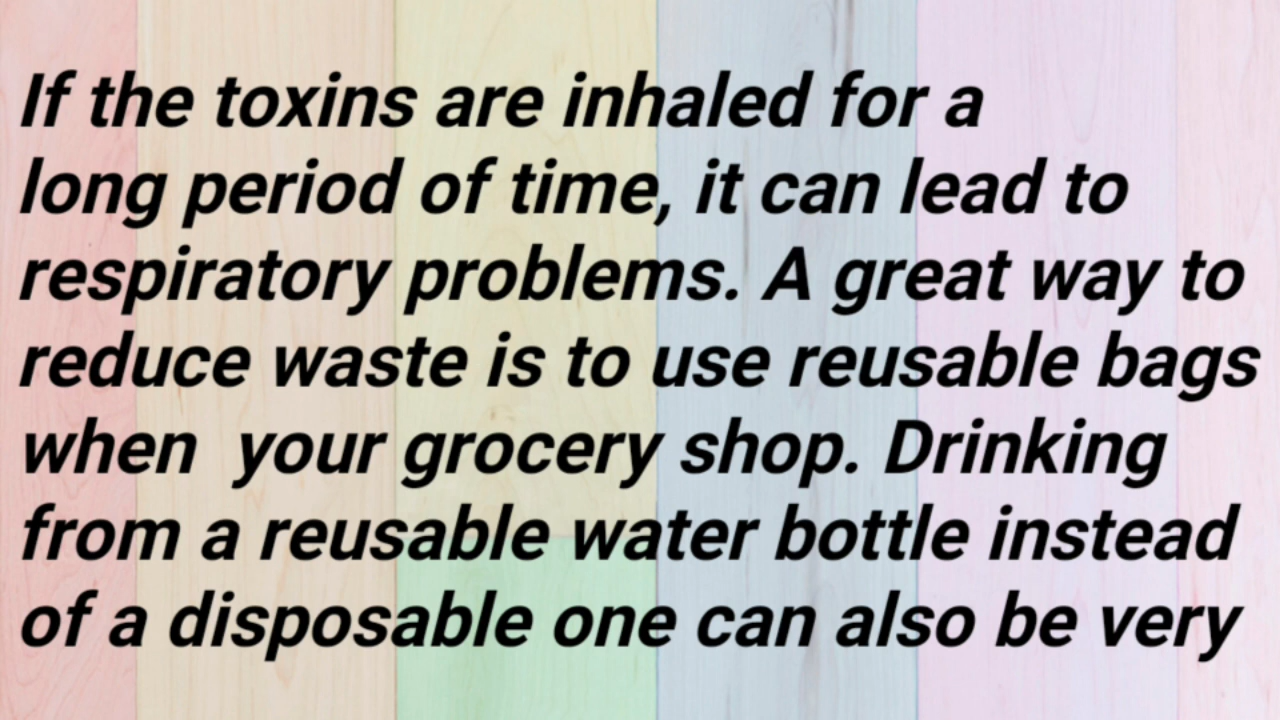 If the toxins are inhaled for a
long period of time, it can lead to
respiratory problems. A great way to
reduce waste is to use reusable bags
when  your grocery shop. Drinking
from a reusable water bottle instead
of a disposable one can also be very